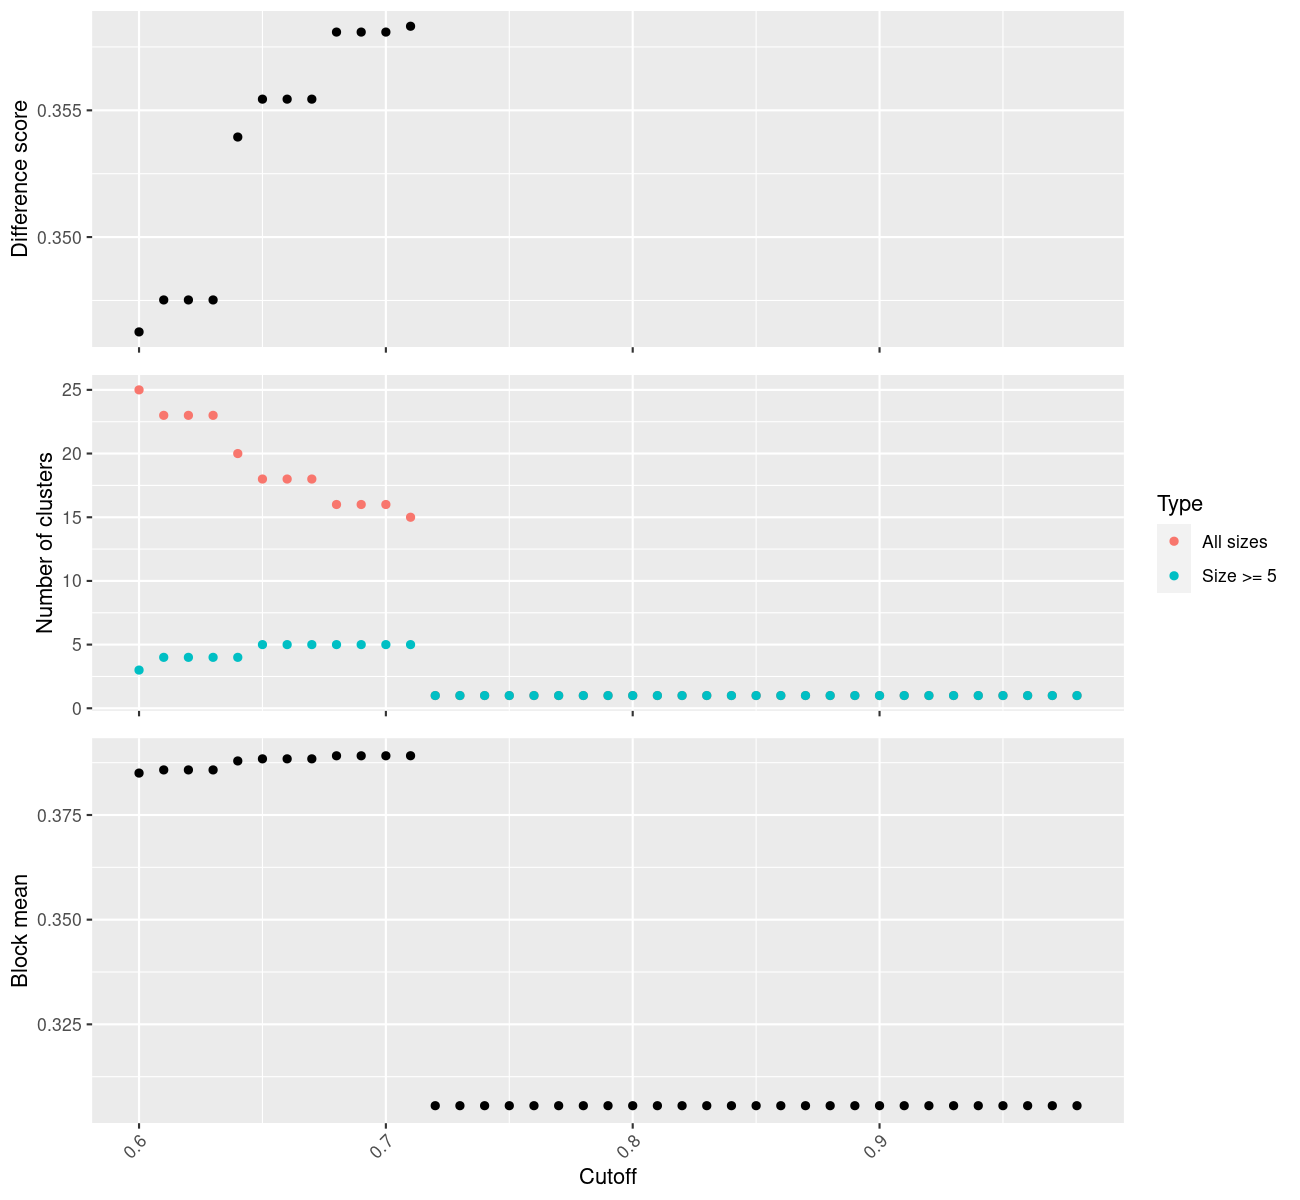 Difference score
0.355
0.350
Number of clusters
25
20
15
10
5
0
Type
All sizes
Size >= 5
Block mean
0.375
0.350
0.325
0.6
0.7
0.8
0.9
Cutoff